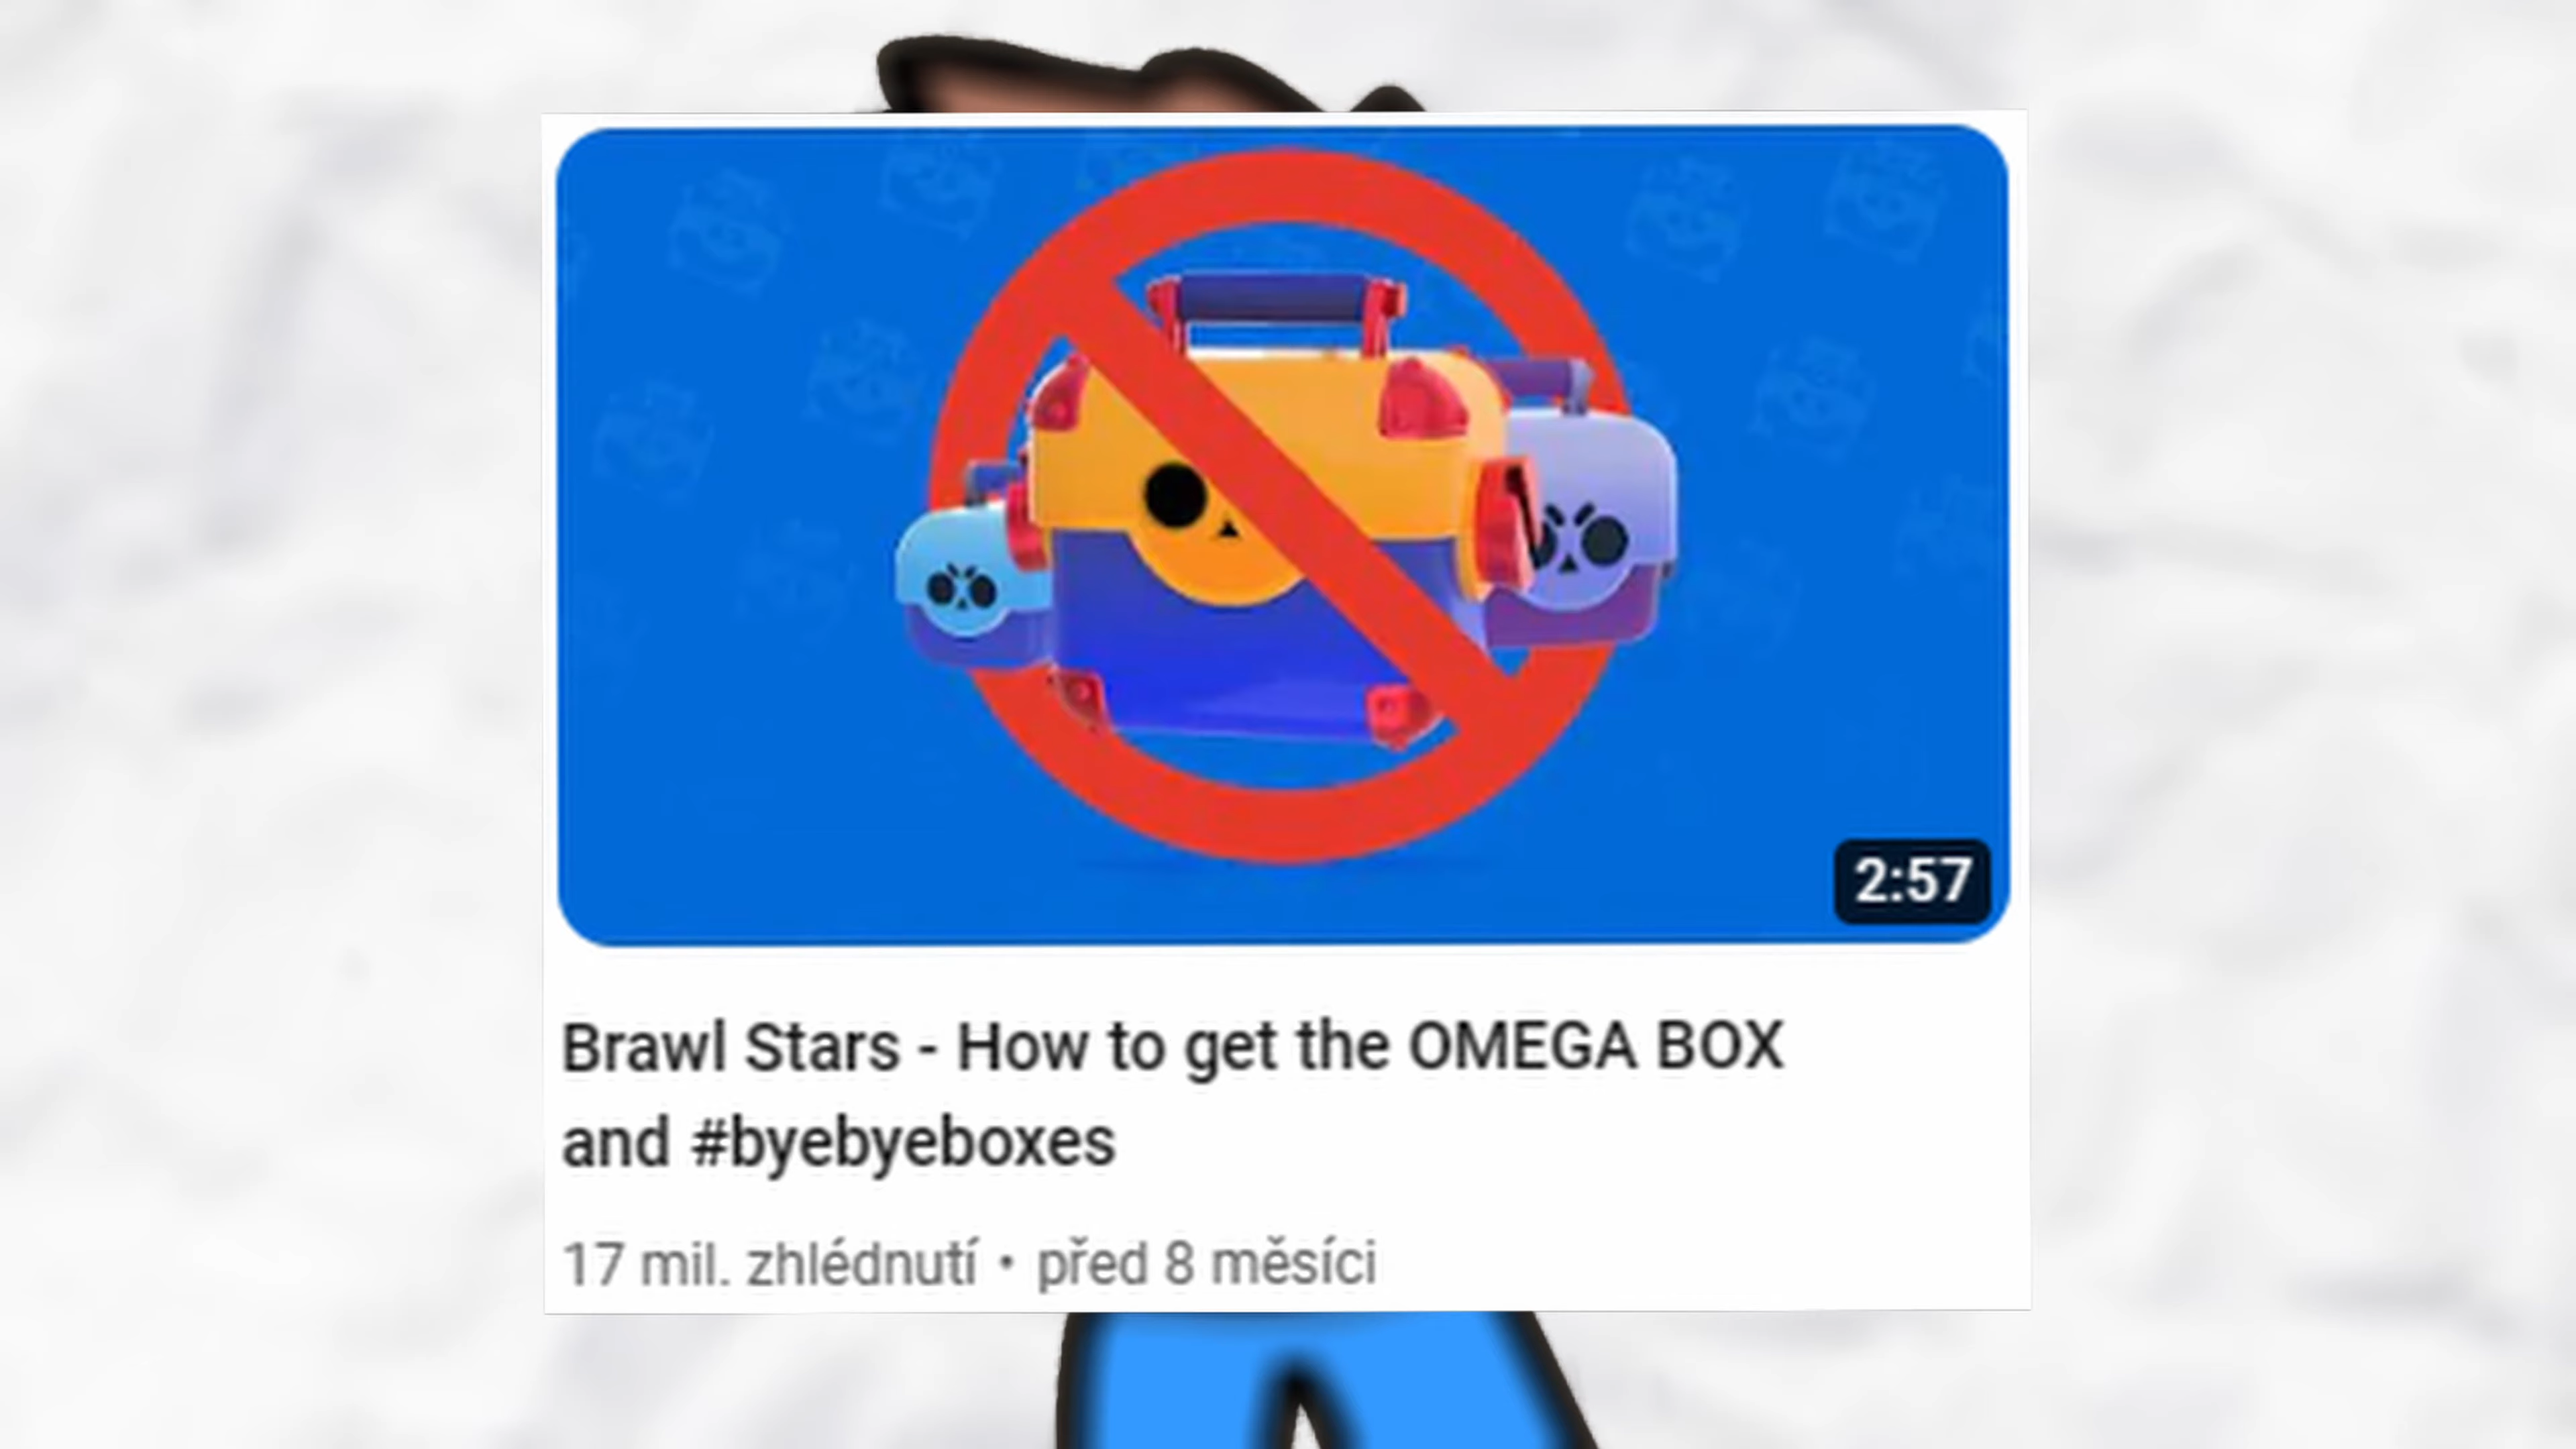 2:57
Brawl Stars - How to get the OMEGA BOX
and #byebyeboxes
17 mil. zhlédnutí • před 8 měsíci